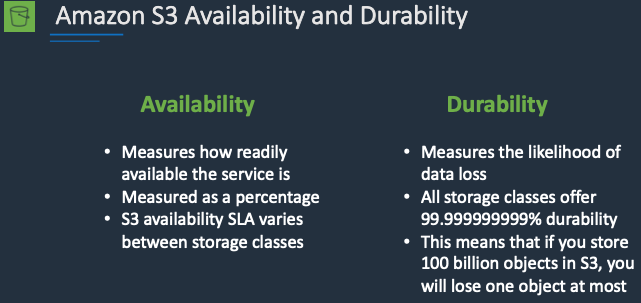 Amazon S3 Availability and Durability
Availability
• Measures how readily
available the service is
• Measured as a percentage
• S3 availability SLA varies
between storage classes
Durability
• Measures the likelihood of
data loss
• All storage classes offer
99.999999999% durability
• This means that if you store
100 billion objects in S3, you
will lose one object at most